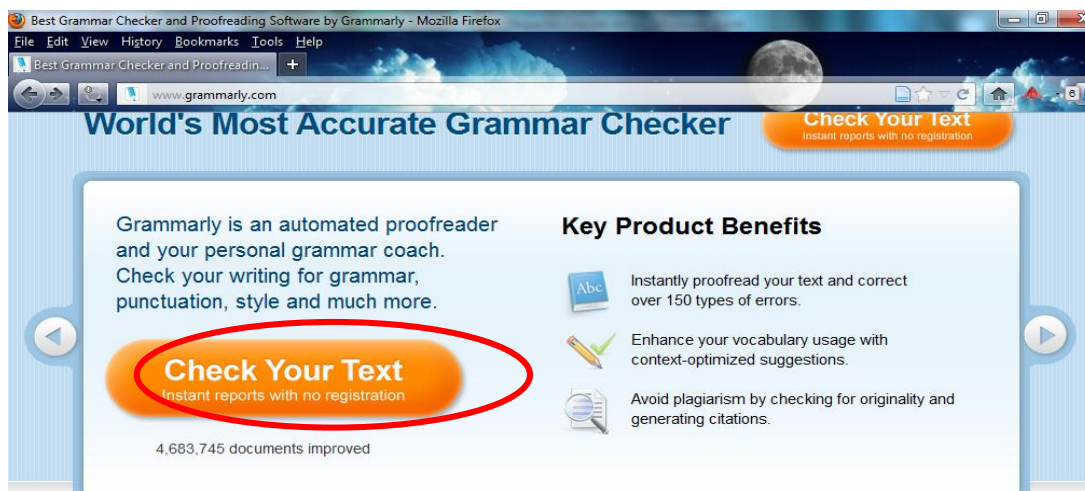 Best Grammar Checker and Proofreading Software by Grammarly - Mozilla Firefox
File Edit View History Bookmarks Tools Help
Best Grammar Checker and Proofreadin...
www.grammarly.com
6
World's Most Accurate Grammar Checker
Check Your Text
Instant reports with no registration
Grammarly is an automated proofreader
and your personal grammar coach.
Check your writing for grammar,
punctuation, style and much more.
Check Your Text
Instant reports with no registration
4,683,745 documents improved
Key Product Benefits
Abc
Instantly proofread your text and correct
over 150 types of errors.
Enhance your vocabulary usage with
context-optimized suggestions.
Avoid plagiarism by checking for originality and
generating citations.